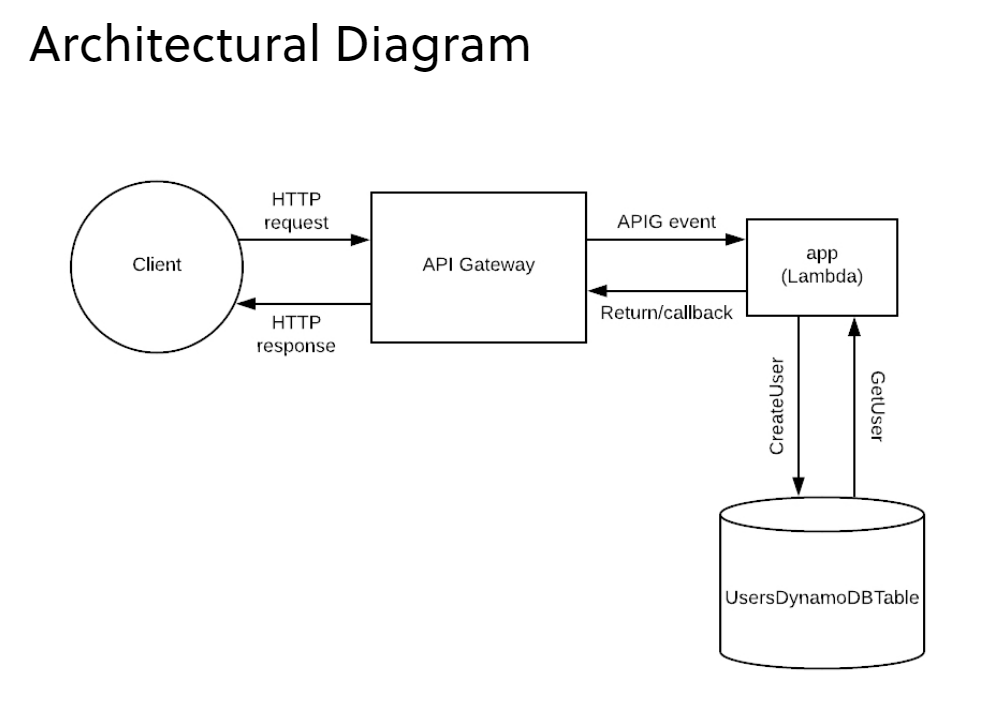 Architectural Diagram
HTTP
request
APIG event
Client
API Gateway
app
(Lambda)
Return/callback
HTTP
response
CreateUser
GetUser
UsersDynamoDBTable